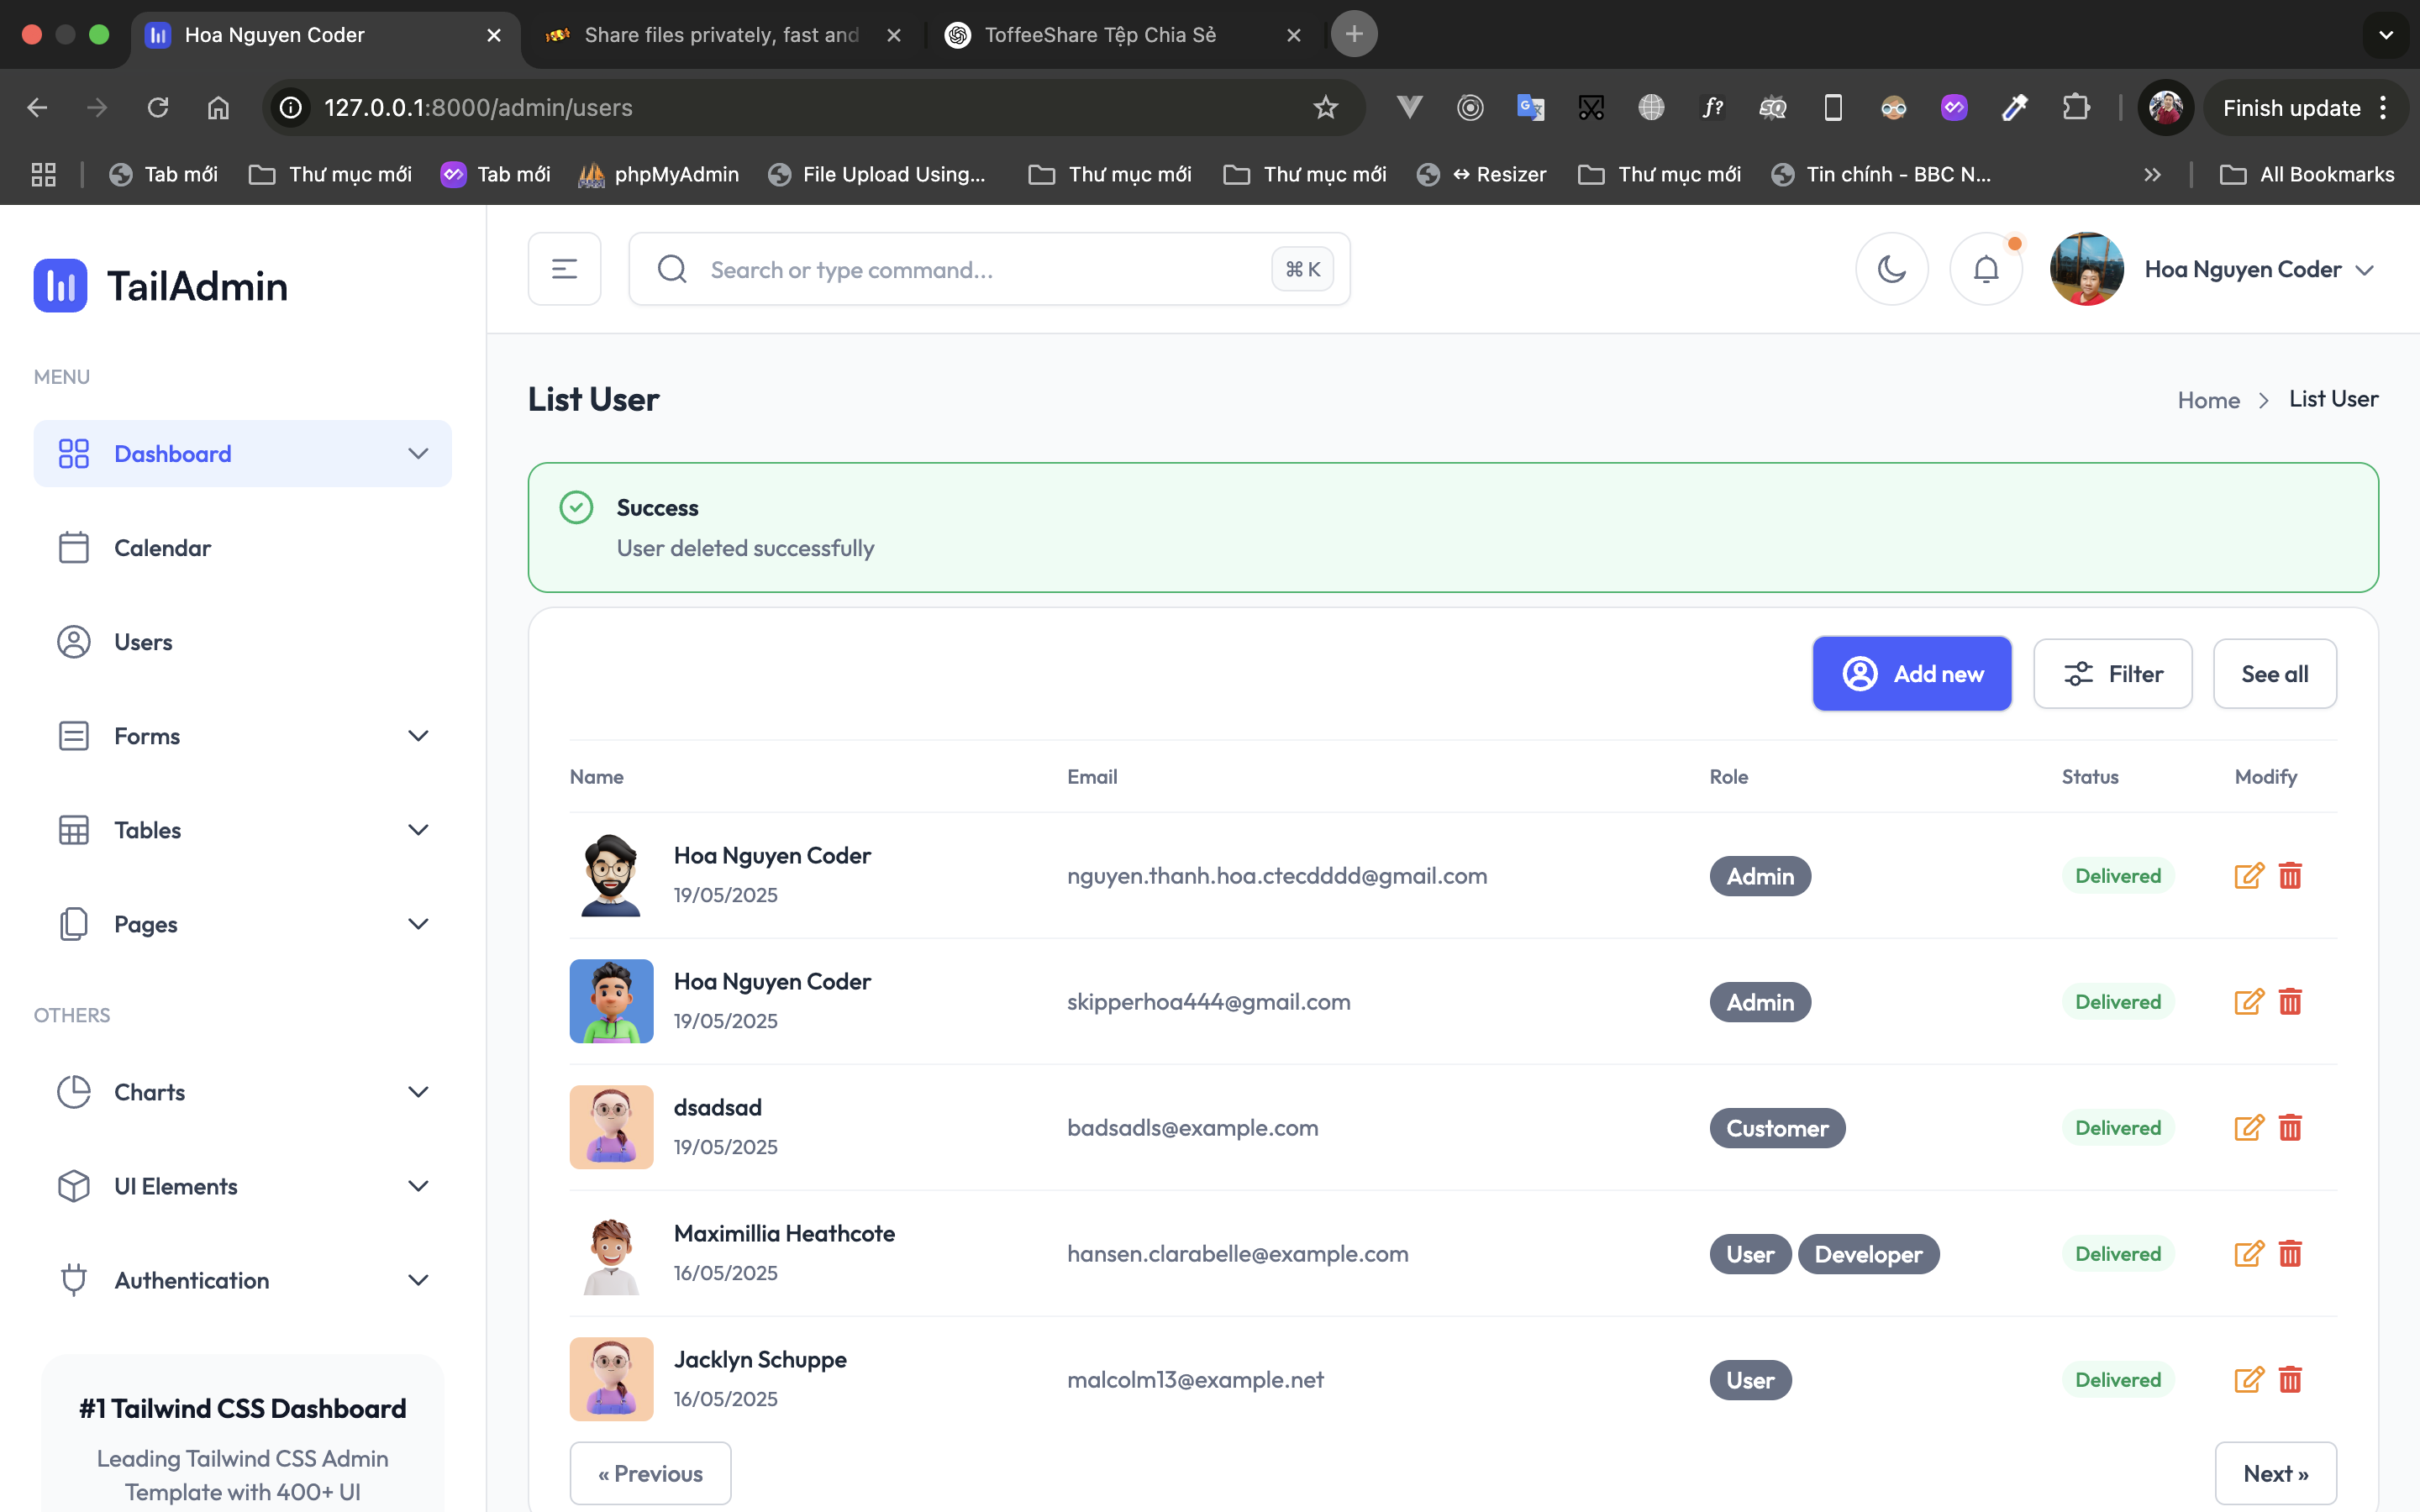 Hoa Nguyen Coder
Share files privately, fast and
ToffeeShare Tệp Chia Sẻ
127.0.0.1:8000/admin/users
Finish update
Tab mới
Thư mục mới
Tab mới
phpMyAdmin
File Upload Using...
Thư mục mới
Thư mục mới
↔ Resizer
Thư mục mới
Tin chính - BBC N...
»
All Bookmarks
TailAdmin
Search or type command...
⌘ K
Hoa Nguyen Coder
MENU
Dashboard
Calendar
Users
Forms
Tables
Pages
OTHERS
Charts
UI Elements
Authentication
#1 Tailwind CSS Dashboard
Leading Tailwind CSS Admin
Template with 400+ UI
List User
Home > List User
Success
User deleted successfully
Add new
Filter
See all
Name Email Role Status Modify
Hoa Nguyen Coder
19/05/2025
nguyen.thanh.hoa.ctecdddd@gmail.com
Admin
Delivered
Hoa Nguyen Coder
19/05/2025
skipperhoa444@gmail.com
Admin
Delivered
dsadsad
19/05/2025
badsadls@example.com
Customer
Delivered
Maximillia Heathcote
16/05/2025
hansen.clarabelle@example.com
User Developer
Delivered
Jacklyn Schuppe
16/05/2025
malcolm13@example.net
User
Delivered
« Previous
Next »